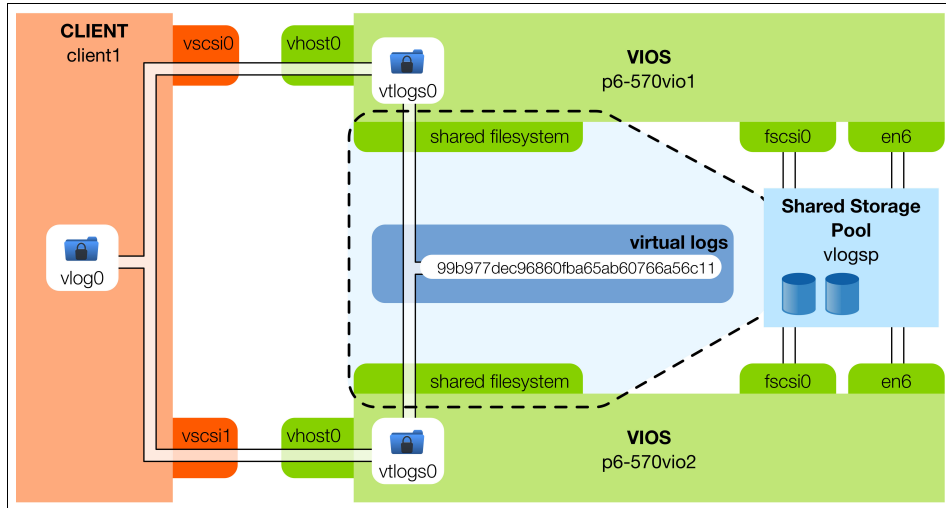 CLIENT
client1
vscsi0
vhost0
vtlogs0
VIOS
p6-570vio1
shared filesystem
fscsi0
en6
Shared Storage
Pool
vlogsp
virtual logs
99b977dec96860fba65ab60766a56c11
vlog0
shared filesystem
fscsi0
en6
vscsi1
vhost0
vtlogs0
VIOS
p6-570vio2